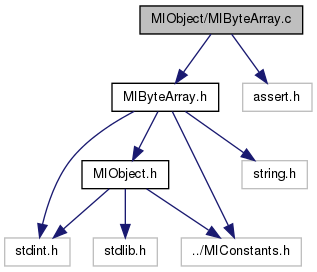 MIObject/MIByteArray.c
MIByteArray.h
assert.h
MIObject.h
string.h
stdint.h
stdlib.h
../MIConstants.h